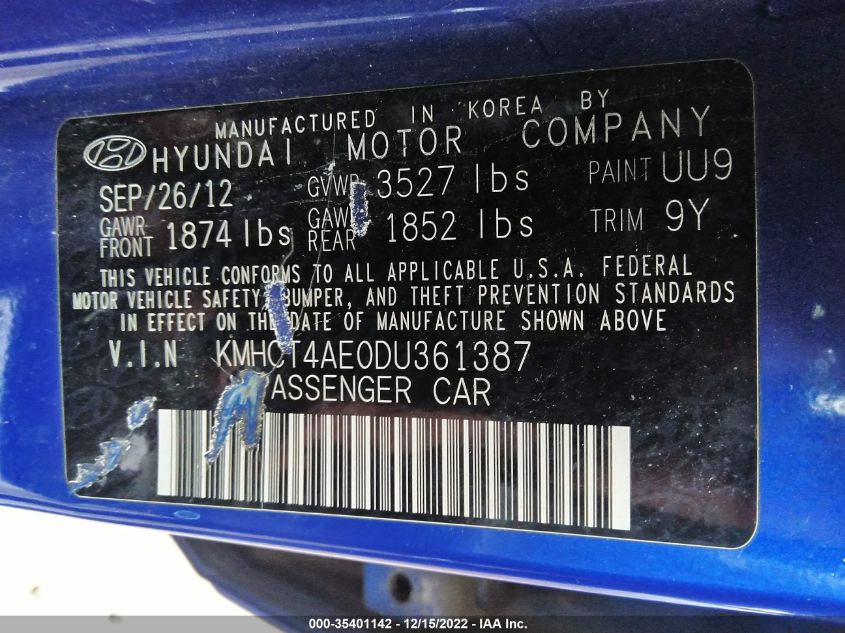 MANUFACTURED IN KOREA BY
HYUNDAI MOTOR COMPANY
SEP/26/12 GVWR 3527 lbs PAINT UU9
GAWR FRONT 1874 lbs GAWR REAR 1852 lbs TRIM 9Y
THIS VEHICLE CONFORMS TO ALL APPLICABLE U.S.A. FEDERAL
MOTOR VEHICLE SAFETY, BUMPER, AND THEFT PREVENTION STANDARDS
IN EFFECT ON THE DATE OF MANUFACTURE SHOWN ABOVE
V.I.N KMHCT4AE0DU361387
PASSENGER CAR
000-35401142 - 12/15/2022 - IAA Inc.